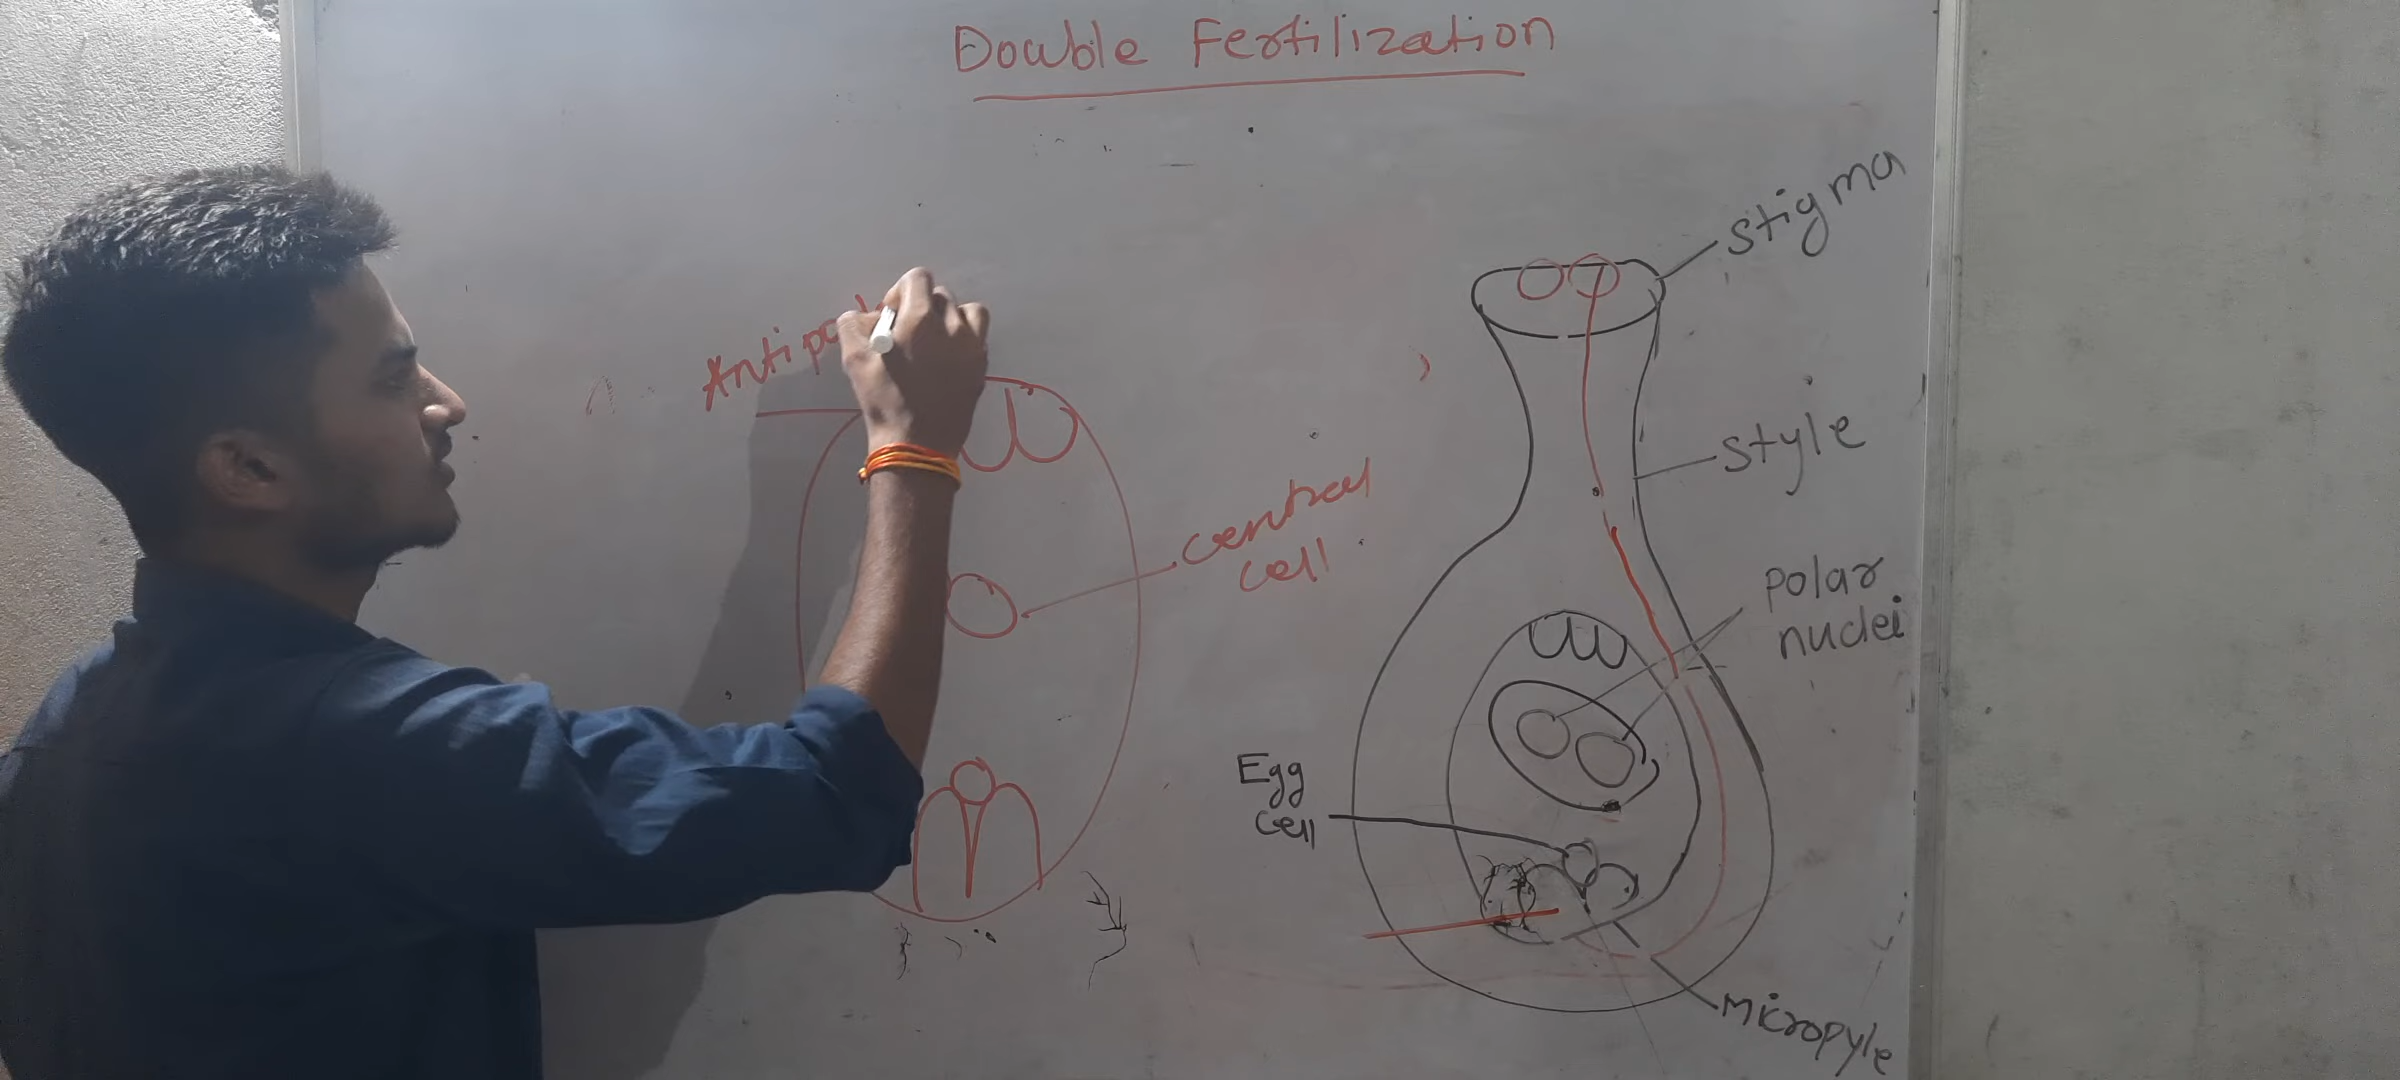 Double Fertilization
Stigma
Style
Polar
nuclei
central
cell
Egg
cell
Micropyle